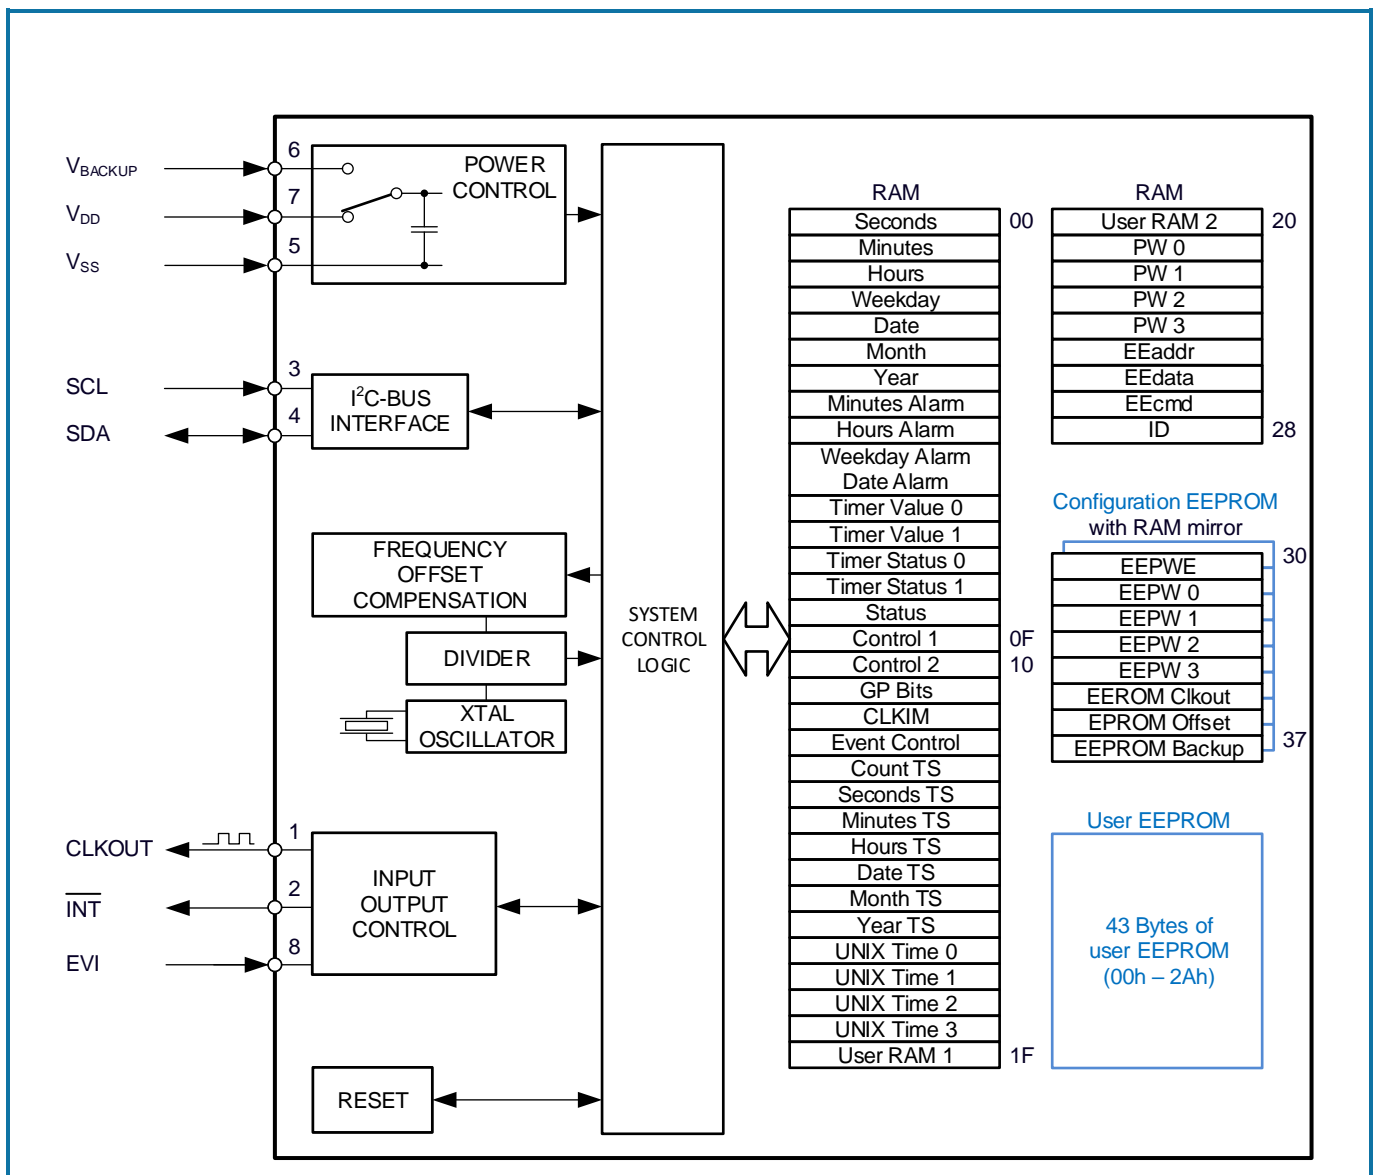 V_BACKUP
6
V_DD
7
V_SS
5
POWER
CONTROL
SCL
3
SDA
4
I²C-BUS
INTERFACE
FREQUENCY
OFFSET
COMPENSATION
DIVIDER
XTAL
OSCILLATOR
CLKOUT
1
INT
2
EVI
8
INPUT
OUTPUT
CONTROL
RESET
SYSTEM
CONTROL
LOGIC
RAM
Seconds 00
Minutes
Hours
Weekday
Date
Month
Year
Minutes Alarm
Hours Alarm
Weekday Alarm
Date Alarm
Timer Value 0
Timer Value 1
Timer Status 0
Timer Status 1
Status
Control 1 0F
Control 2 10
GP Bits
CLKIM
Event Control
Count TS
Seconds TS
Minutes TS
Hours TS
Date TS
Month TS
Year TS
UNIX Time 0
UNIX Time 1
UNIX Time 2
UNIX Time 3
User RAM 1 1F
RAM
User RAM 2 20
PW 0
PW 1
PW 2
PW 3
EEaddr
EEdata
EEcmd
ID 28
Configuration EEPROM
with RAM mirror
EEPWE 30
EEPW 0
EEPW 1
EEPW 2
EEPW 3
EEROM Clkout
EPROM Offset
EEPROM Backup 37
User EEPROM
43 Bytes of
user EEPROM
(00h – 2Ah)